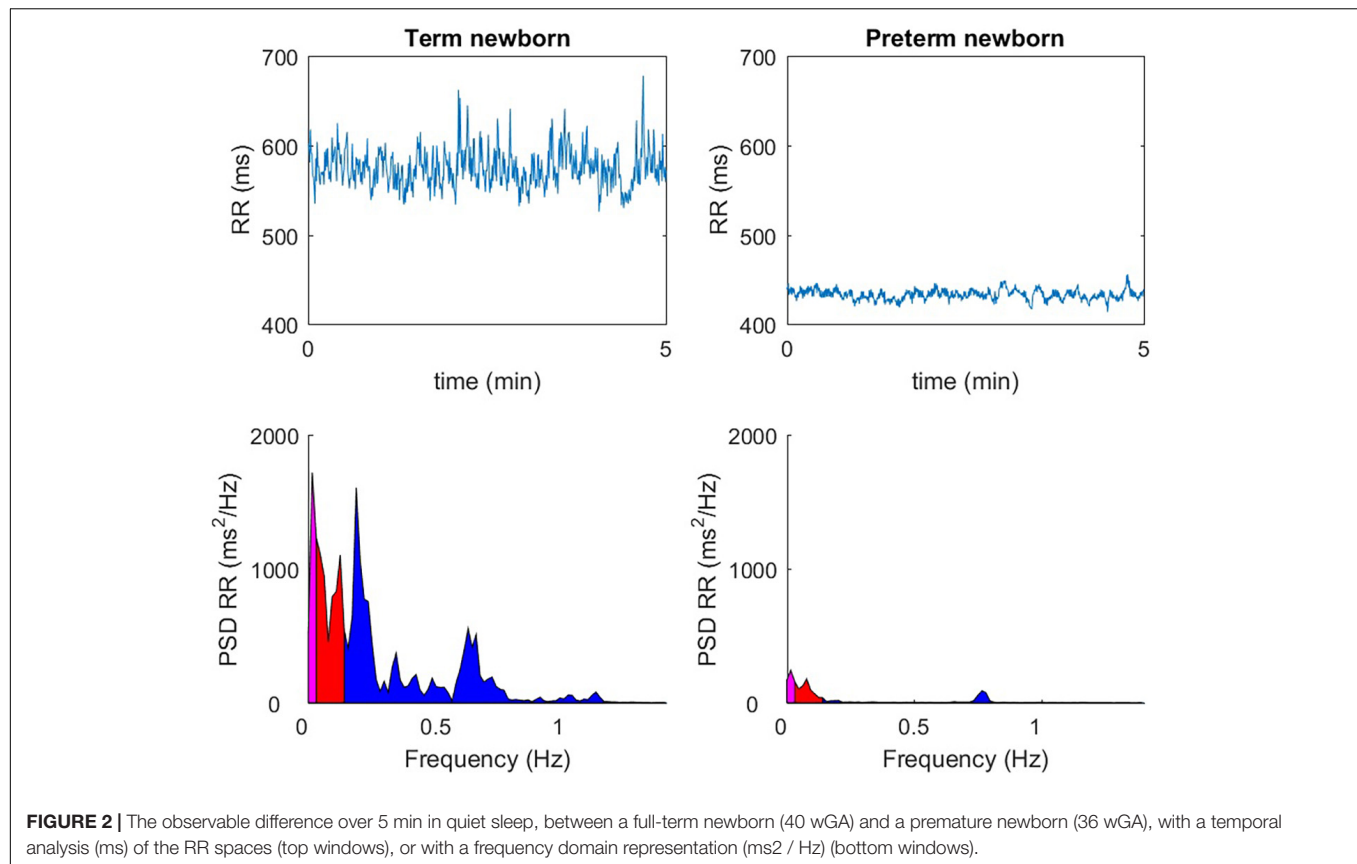 Term newborn
Preterm newborn
700
600
500
400
RR (ms)
0
5
time (min)
700
600
500
400
RR (ms)
0
5
time (min)
2000
1000
0
PSD RR (ms²/Hz)
0
0.5
1
Frequency (Hz)
2000
1000
0
PSD RR (ms²/Hz)
0
0.5
1
Frequency (Hz)
FIGURE 2 | The observable difference over 5 min in quiet sleep, between a full-term newborn (40 wGA) and a premature newborn (36 wGA), with a temporal
analysis (ms) of the RR spaces (top windows), or with a frequency domain representation (ms2 / Hz) (bottom windows).